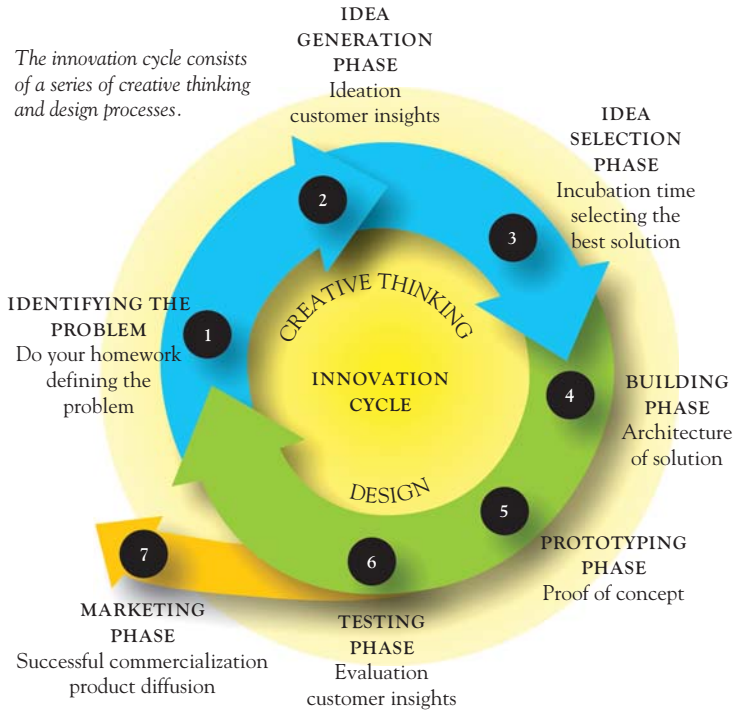 The innovation cycle consists
of a series of creative thinking
and design processes.
IDEA
GENERATION
PHASE
Ideation
customer insights
IDEA
SELECTION
PHASE
Incubation time
selecting the
best solution
2
3
IDENTIFYING THE
PROBLEM
Do your homework
defining the
problem
1
CREATIVE THINKING
INNOVATION
CYCLE
DESIGN
4
BUILDING
PHASE
Architecture
of solution
5
PROTOTYPING
PHASE
Proof of concept
6
TESTING
PHASE
Evaluation
customer insights
7
MARKETING
PHASE
Successful commercialization
product diffusion